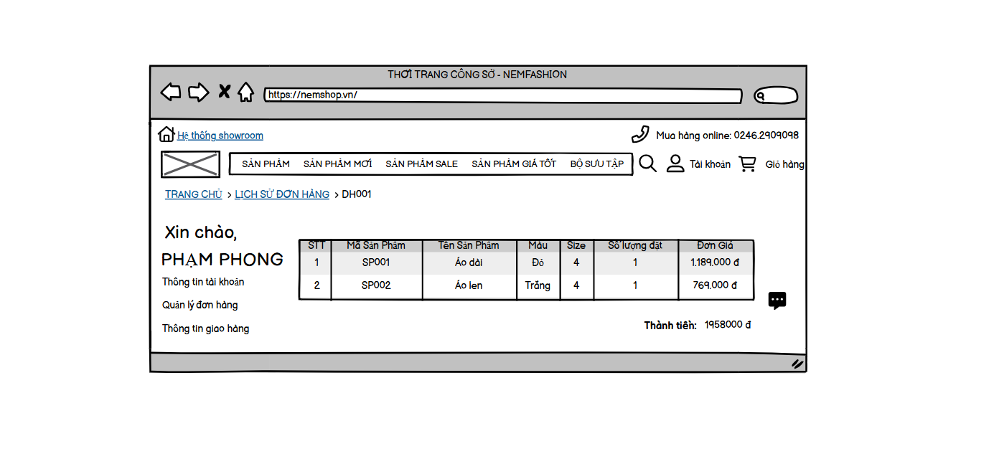 THỜI TRANG CÔNG SỞ - NEMFASHION
https://nemshop.vn/
Hệ thống showroom
Mua hàng online: 0246.2909098
SẢN PHẨM SẢN PHẨM MỚI SẢN PHẨM SALE SẢN PHẨM GIÁ TỐT BỘ SƯU TẬP Tài khoản Giỏ hàng
TRANG CHỦ > LỊCH SỬ ĐƠN HÀNG > DH001
Xin chào,
PHẠM PHONG
Thông tin tài khoản
Quản lý đơn hàng
Thông tin giao hàng
STT Mã Sản Phẩm Tên Sản Phẩm Màu Size Số lượng đặt Đơn Giá
1 SP001 Áo dài Đỏ 4 1 1.189.000 đ
2 SP002 Áo len Trắng 4 1 769.000 đ
Thành tiền: 1958000 đ